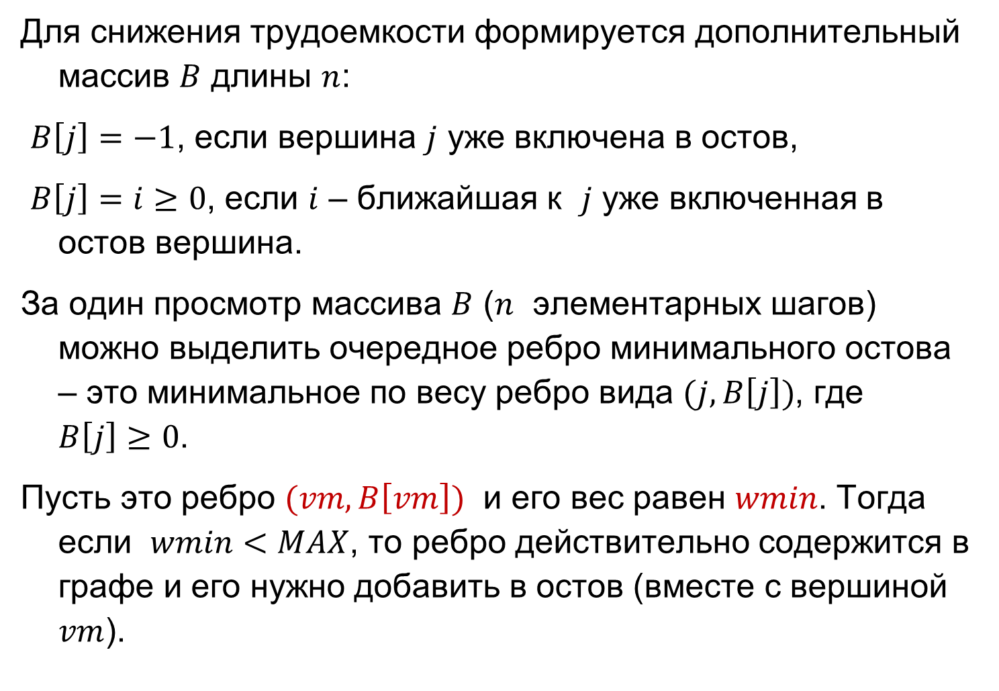 Для снижения трудоемкости формируется дополнительный
массив B длины n:
B[j] = −1, если вершина j уже включена в остов,
B[j] = i ≥ 0, если i – ближайшая к j уже включенная в
остов вершина.
За один просмотр массива B (n элементарных шагов)
можно выделить очередное ребро минимального остова
– это минимальное по весу ребро вида (j, B[j]), где
B[j] ≥ 0.
Пусть это ребро (vm, B[vm]) и его вес равен wmin. Тогда
если wmin < MAX, то ребро действительно содержится в
графе и его нужно добавить в остов (вместе с вершиной
vm).